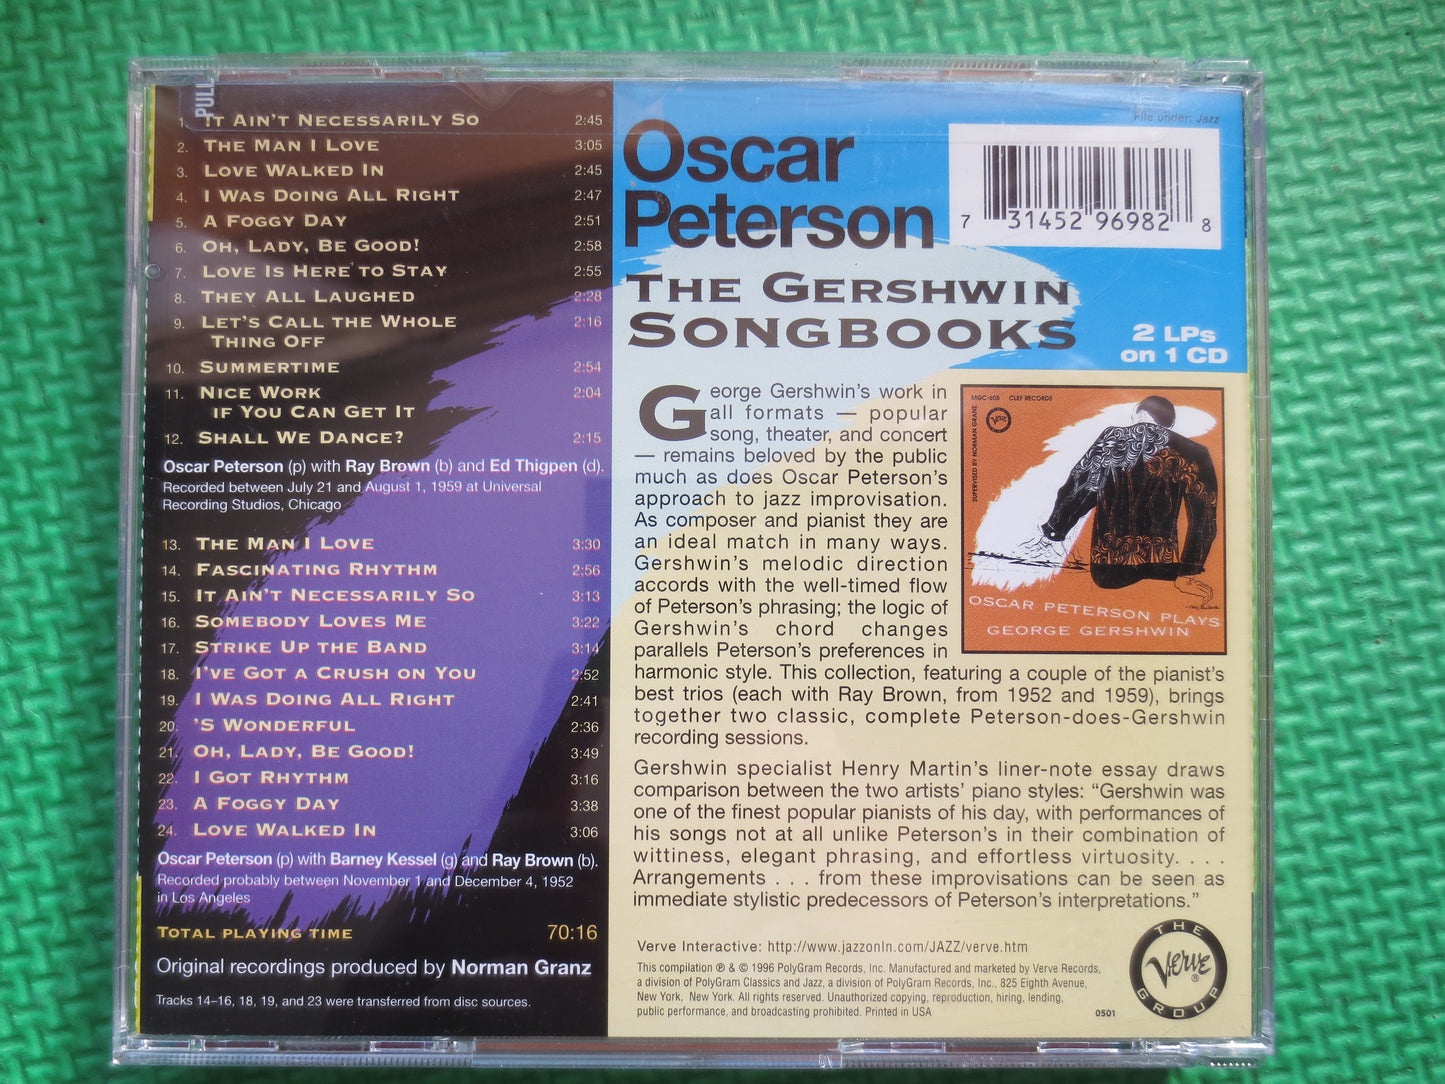 PULL
1. It Ain't Necessarily So 2:45
2. The Man I Love 3:05
3. Love Walked In 2:45
4. I Was Doing All Right 2:47
5. A Foggy Day 2:51
6. Oh, Lady, Be Good! 2:58
7. Love Is Here to Stay 2:55
8. They All Laughed 2:28
9. Let's Call the Whole 2:16
Thing Off
10. Summertime 2:54
11. Nice Work 2:04
if You Can Get It
12. Shall We Dance? 2:15
Oscar Peterson (p) with Ray Brown (b) and Ed Thigpen (d).
Recorded between July 21 and August 1, 1959 at Universal
Recording Studios, Chicago
13. The Man I Love 3:30
14. Fascinating Rhythm 2:56
15. It Ain't Necessarily So 3:13
16. Somebody Loves Me 3:22
17. Strike Up the Band 3:14
18. I've Got a Crush on You 2:52
19. I Was Doing All Right 2:41
20. 'S Wonderful 2:36
21. Oh, Lady, Be Good! 3:49
22. I Got Rhythm 3:16
23. A Foggy Day 3:38
24. Love Walked In 3:06
Oscar Peterson (p) with Barney Kessel (g) and Ray Brown (b).
Recorded probably between November 1 and December 4, 1952
in Los Angeles
Total playing time 70:16
Original recordings produced by Norman Granz
Tracks 14–16, 18, 19, and 23 were transferred from disc sources.
File under: Jazz
Oscar
Peterson
7 31452 96982 8
The Gershwin
Songbooks
2 LPs
on 1 CD
George Gershwin's work in
all formats — popular
song, theater, and concert
— remains beloved by the public
much as does Oscar Peterson's
approach to jazz improvisation.
As composer and pianist they are
an ideal match in many ways.
Gershwin's melodic direction
accords with the well-timed flow
of Peterson's phrasing; the logic of
Gershwin's chord changes
parallels Peterson's preferences in
harmonic style. This collection, featuring a couple of the pianist's
best trios (each with Ray Brown, from 1952 and 1959), brings
together two classic, complete Peterson-does-Gershwin
recording sessions.
MGC-605 CLEF RECORDS
Verve
SUPERVISED BY NORMAN GRANZ
OSCAR PETERSON PLAYS
GEORGE GERSHWIN
Gershwin specialist Henry Martin's liner-note essay draws
comparison between the two artists' piano styles: "Gershwin was
one of the finest popular pianists of his day, with performances of
his songs not at all unlike Peterson's in their combination of
wittiness, elegant phrasing, and effortless virtuosity. . . .
Arrangements . . . from these improvisations can be seen as
immediate stylistic predecessors of Peterson's interpretations."
Verve Interactive: http://www.jazzonln.com/JAZZ/verve.htm
This compilation ℗ & © 1996 PolyGram Records, Inc. Manufactured and marketed by Verve Records,
a division of PolyGram Classics and Jazz, a division of PolyGram Records, Inc., 825 Eighth Avenue,
New York, New York. All rights reserved. Unauthorized copying, reproduction, hiring, lending,
public performance, and broadcasting prohibited. Printed in USA
0501
THE
Verve®
GROUP